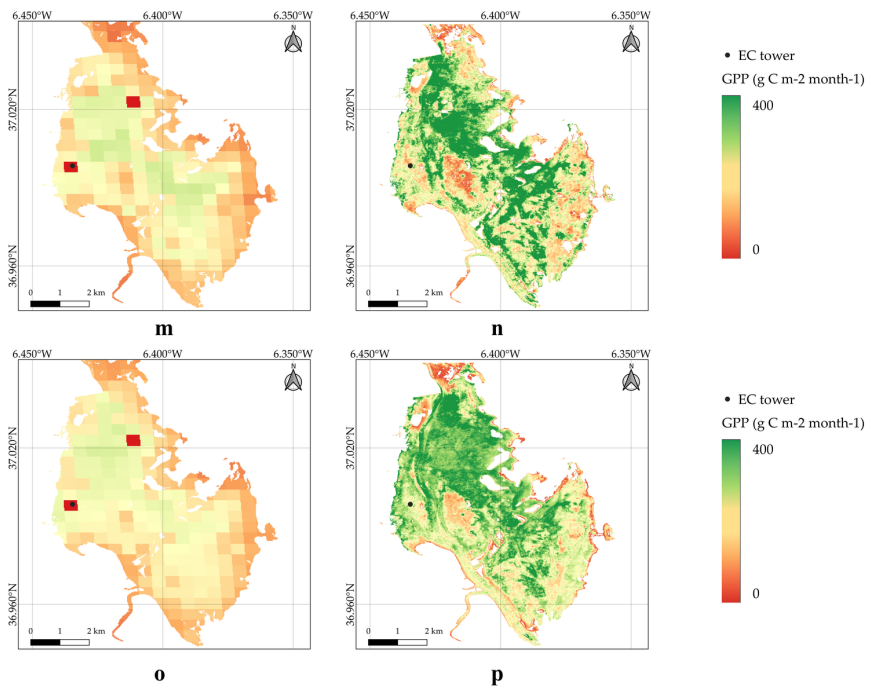 6.450°W 6.400°W 6.350°W
6.450°W 6.400°W 6.350°W
N
N
37.020°N
36.960°N
37.020°N
36.960°N
0 1 2 km
0 1 2 km
EC tower
GPP (g C m-2 month-1)
400
0
m
n
6.450°W 6.400°W 6.350°W
6.450°W 6.400°W 6.350°W
N
N
37.020°N
36.960°N
37.020°N
36.960°N
0 1 2 km
0 1 2 km
EC tower
GPP (g C m-2 month-1)
400
0
o
p